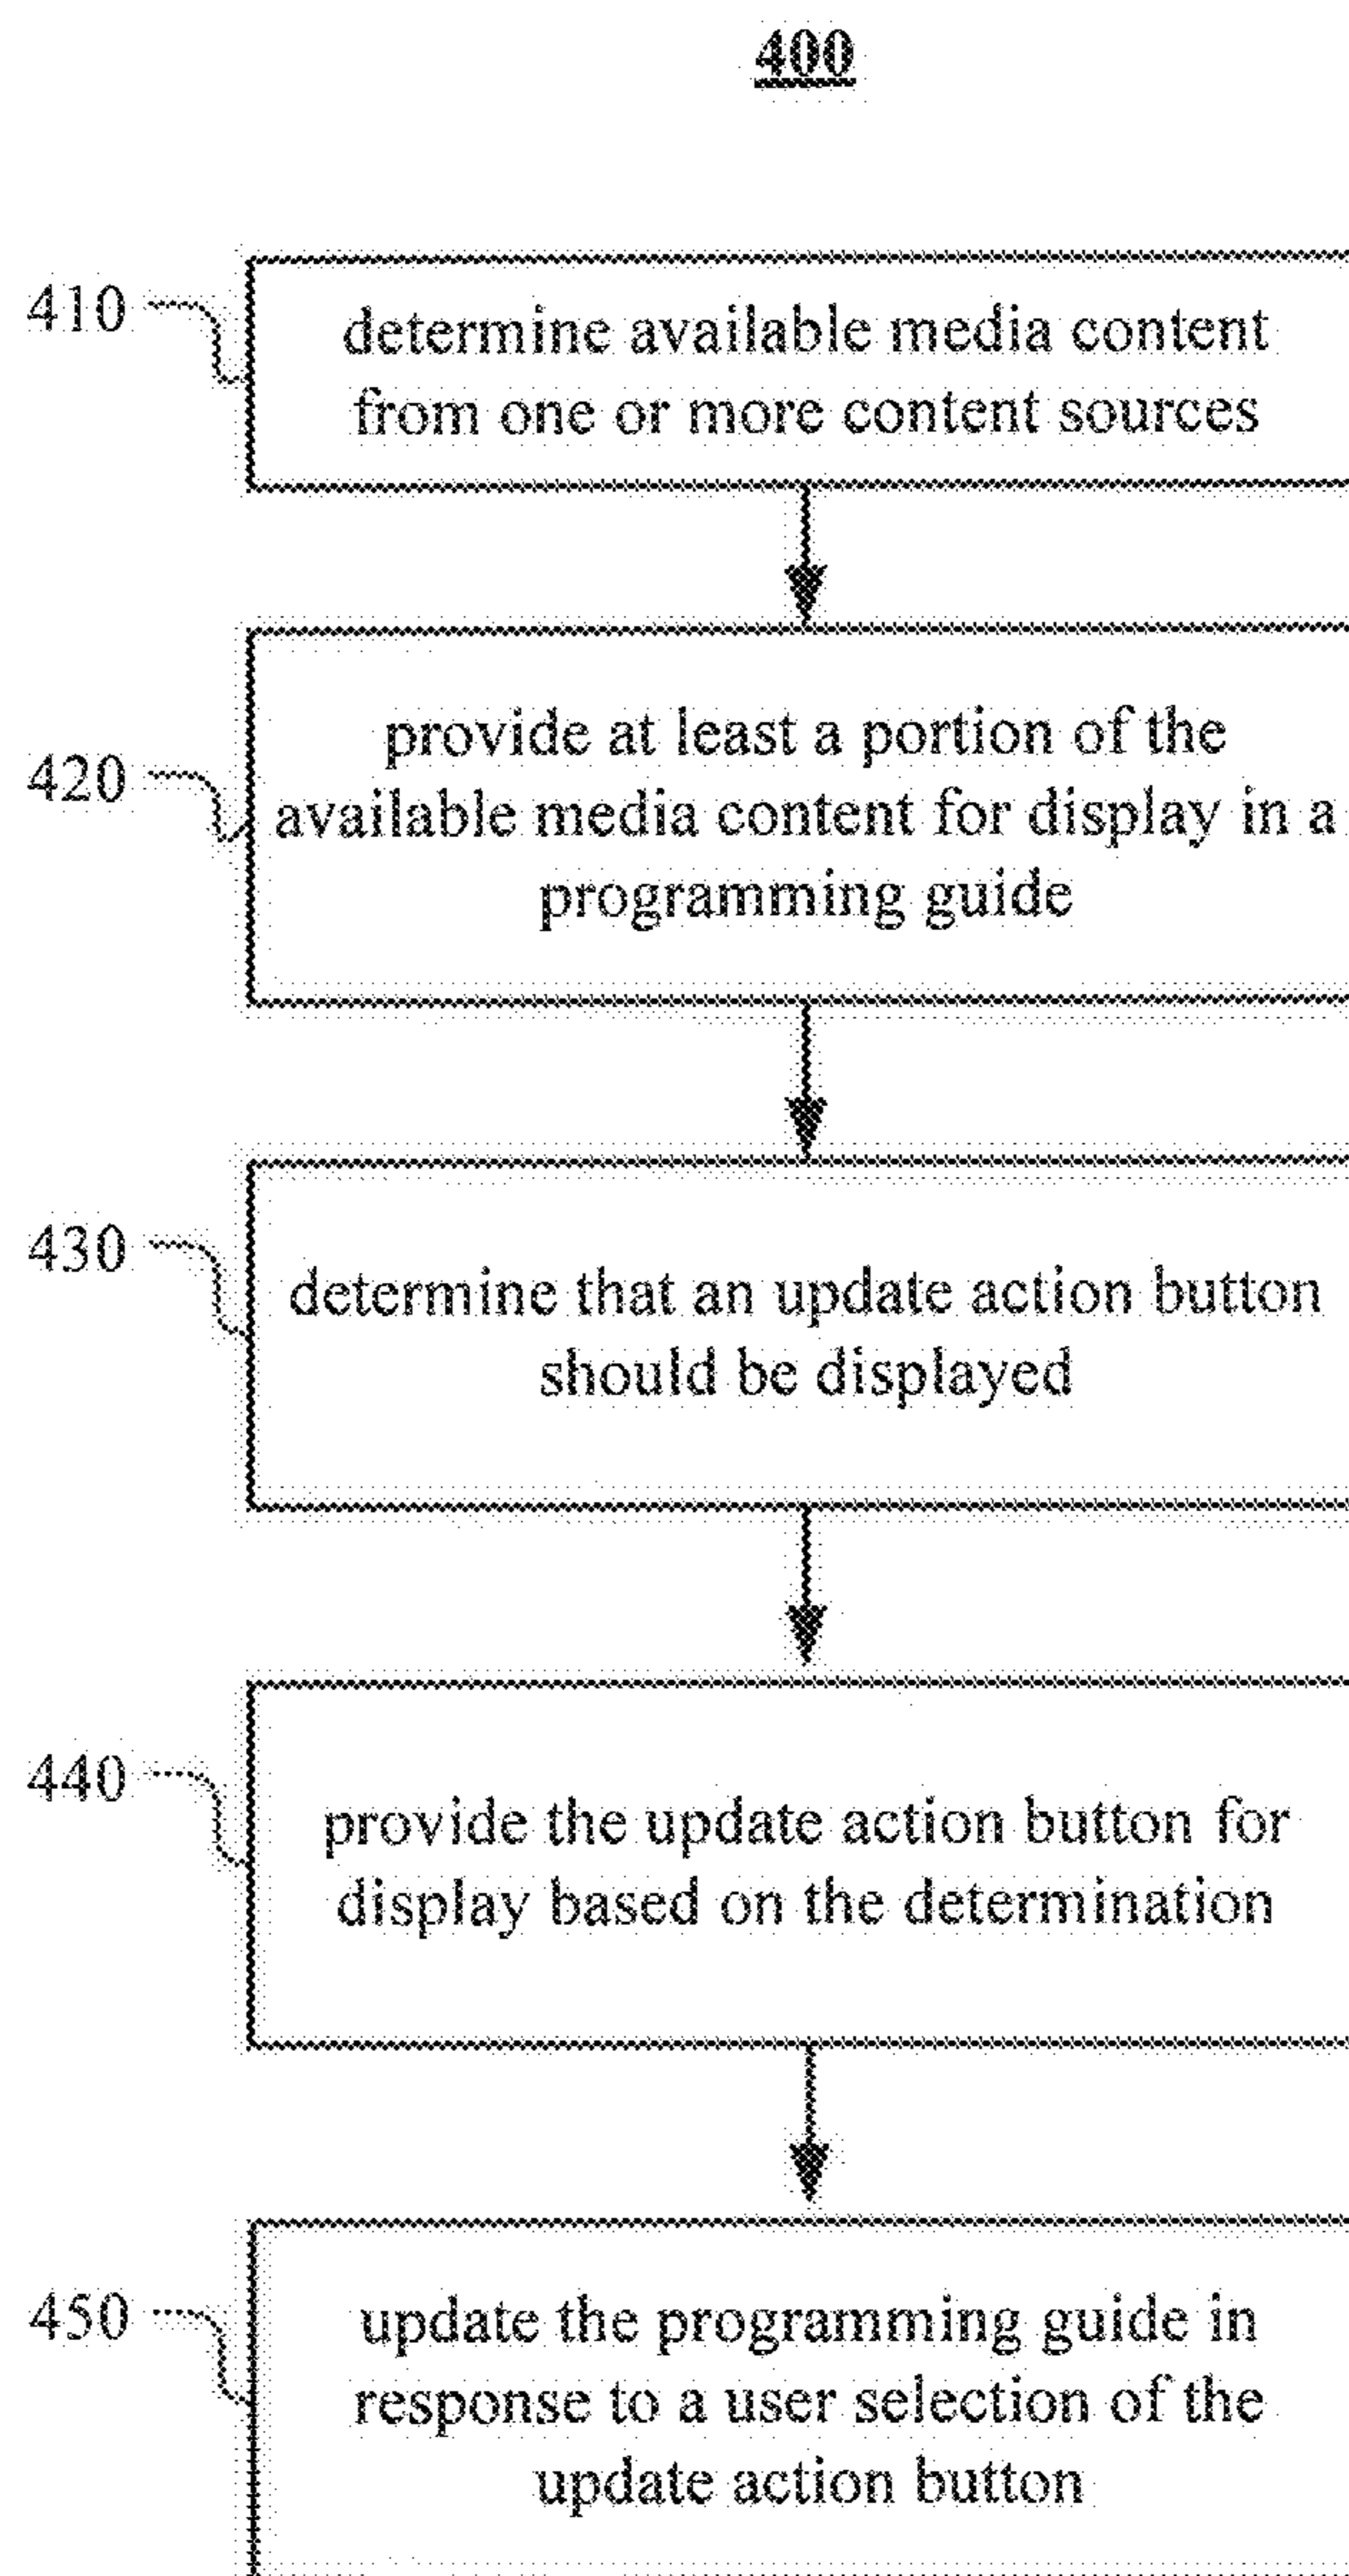 400
410
determine available media content
from one or more content sources
420
provide at least a portion of the
available media content for display in a
programming guide
430
determine that an update action button
should be displayed
440
provide the update action button for
display based on the determination
450
update the programming guide in
response to a user selection of the
update action button